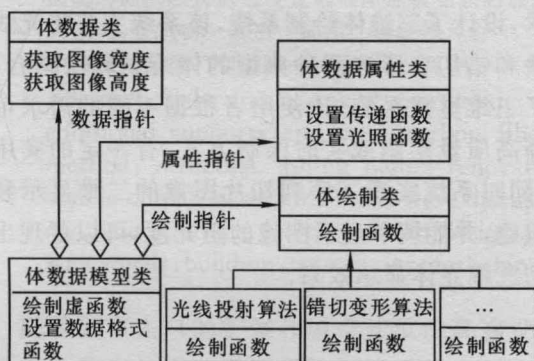 体数据类
获取图像宽度
获取图像高度
数据指针
体数据属性类
设置传递函数
设置光照函数
属性指针
体绘制类
绘制函数
绘制指针
体数据模型类
绘制虚函数
设置数据格式
函数
光线投射算法
绘制函数
错切变形算法
绘制函数
…
绘制函数